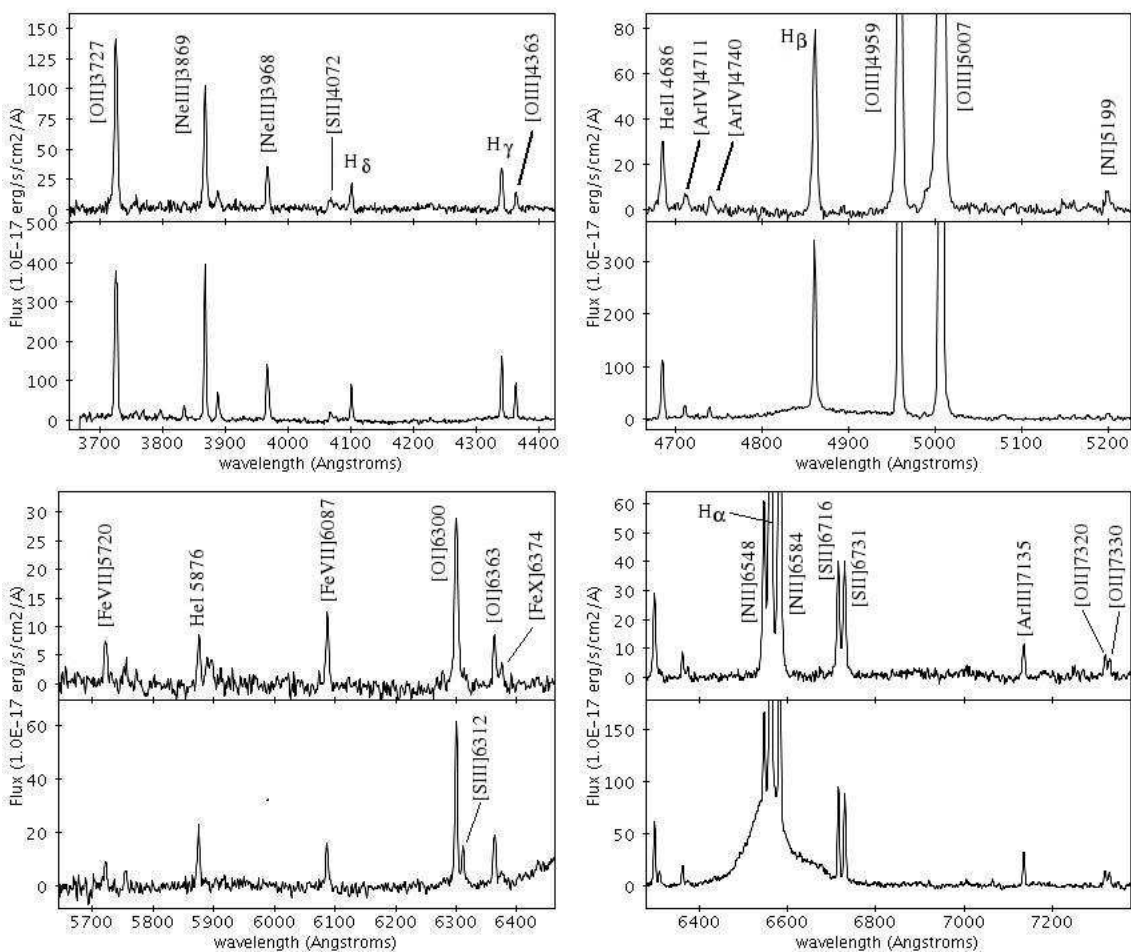 150
125
100
75
50
25
0
[OII]3727
[NeIII]3869
[NeIII]3968
[SII]4072
H δ
H γ
[OIII]4363
Flux (1.0E-17 erg/s/cm2/A)
500
400
300
200
100
0
3700 3800 3900 4000 4100 4200 4300 4400
wavelength (Angstroms)
80
60
40
20
0
HeII 4686
[ArIV]4711
[ArIV]4740
H β
[OIII]4959
[OIII]5007
[NI]5199
Flux (1.0E-17 erg/s/cm2/A)
300
200
100
0
4700 4800 4900 5000 5100 5200
wavelength (Angstroms)
30
25
20
15
10
5
0
[FeVII]5720
HeI 5876
[FeVII]6087
[OI]6300
[OI]6363
[FeX]6374
Flux (1.0E-17 erg/s/cm2/A)
60
40
20
0
[SIII]6312
5700 5800 5900 6000 6100 6200 6300 6400
wavelength (Angstroms)
60
50
40
30
20
10
0
H α
[NII]6548
[NII]6584
[SII]6716
[SII]6731
[ArIII]7135
[OII]7320
[OII]7330
Flux (1.0E-17 erg/s/cm2/A)
150
100
50
0
6400 6600 6800 7000 7200
wavelength (Angstroms)